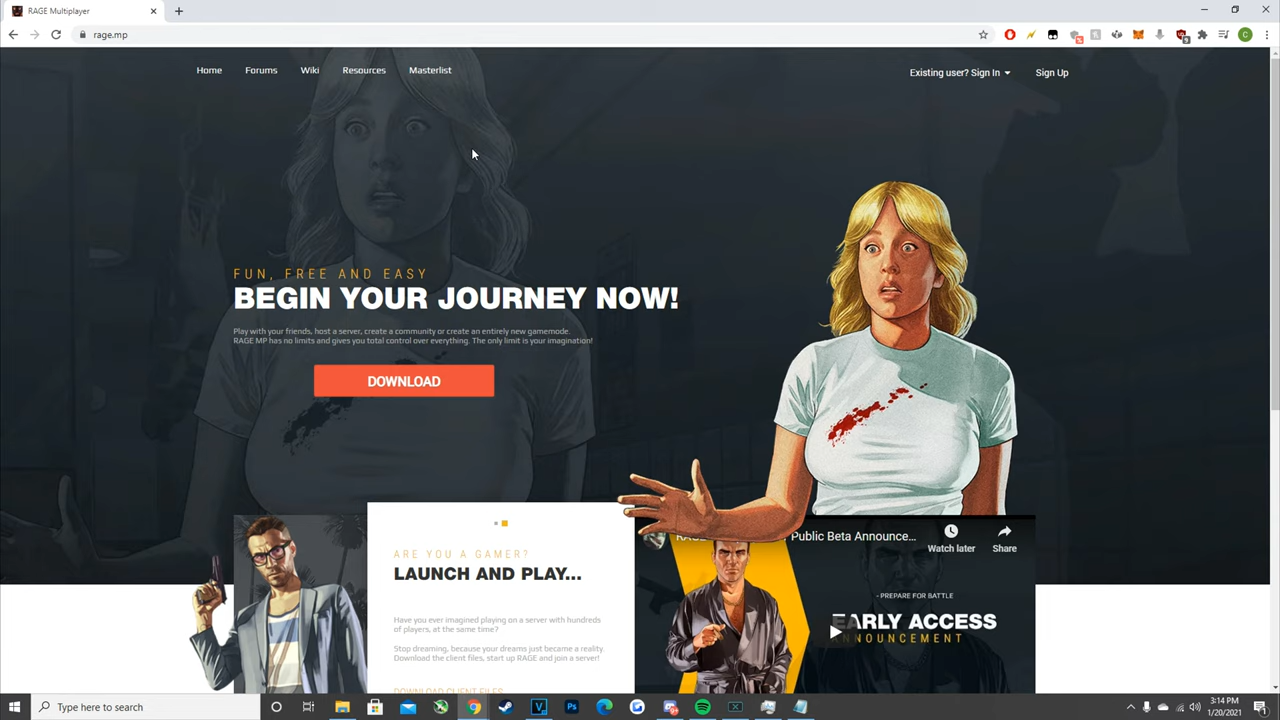 RAGE Multiplayer
rage.mp
Home
Forums
Wiki
Resources
Masterlist
Existing user? Sign In
Sign Up
FUN, FREE AND EASY
BEGIN YOUR JOURNEY NOW!
Play with your friends, host a server, create a community or create an entirely new gamemode.
RAGE MP has no limits and gives you total control over everything. The only limit is your imagination!
DOWNLOAD
ARE YOU A GAMER?
LAUNCH AND PLAY...
Have you ever imagined playing on a server with hundreds
of players, at the same time?
Stop dreaming, because your dreams just became a reality.
Download the client files, start up RAGE and join a server!
DOWNLOAD CLIENT FILES
Public Beta Announce...
Watch later
Share
- PREPARE FOR BATTLE
EARLY ACCESS
ANNOUNCEMENT
Type here to search
3:14 PM
1/20/2021